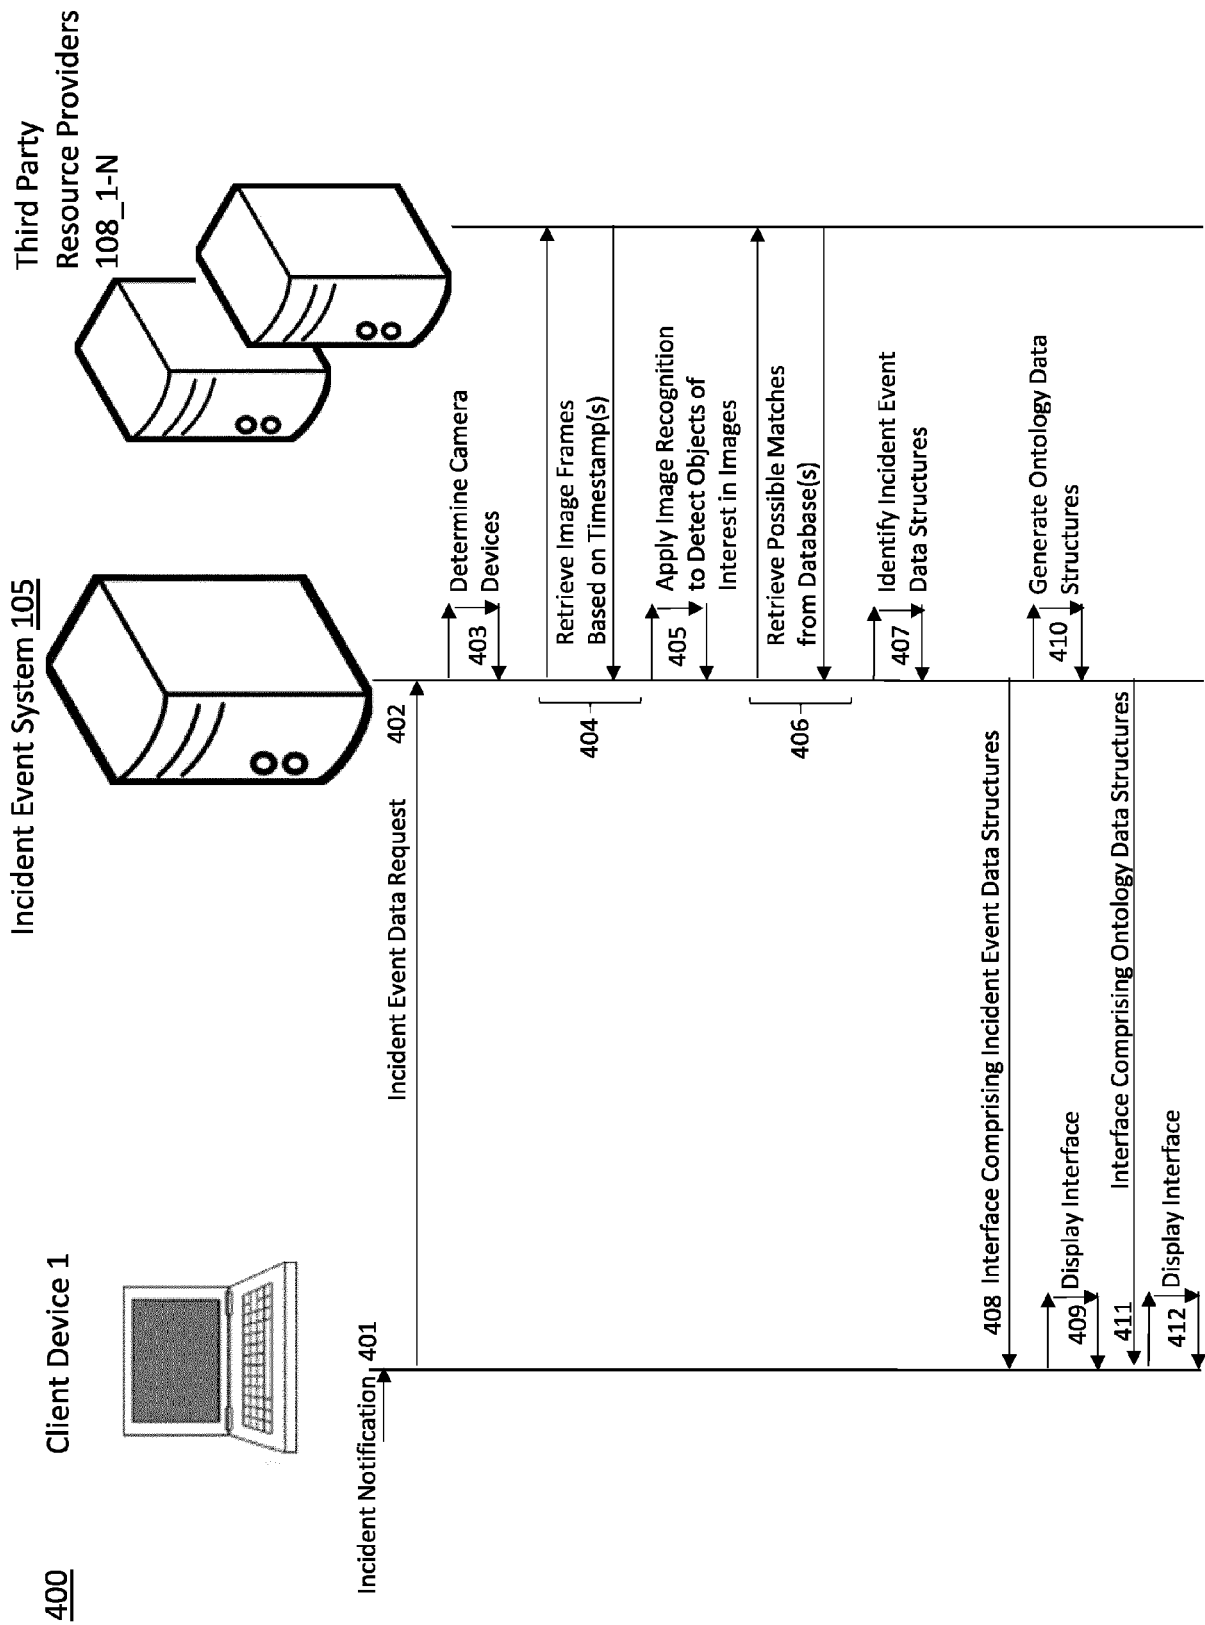 400
Client Device 1
Incident Event System 105
Third Party
Resource Providers
108_1-N
Incident Notification
401
Incident Event Data Request
402
403
Determine Camera
Devices
404
Retrieve Image Frames
Based on Timestamp(s)
405
Apply Image Recognition
to Detect Objects of
Interest in Images
406
Retrieve Possible Matches
from Database(s)
407
Identify Incident Event
Data Structures
408 Interface Comprising Incident Event Data Structures
409
Display Interface
410
Generate Ontology Data
Structures
411
Interface Comprising Ontology Data Structures
412
Display Interface